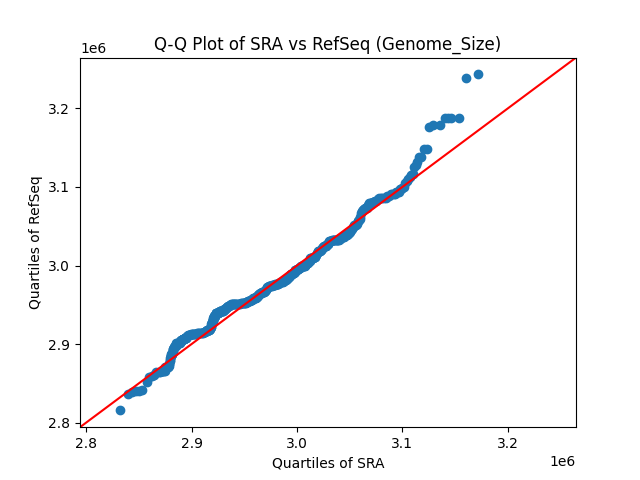 Q-Q Plot of SRA vs RefSeq (Genome_Size)
1e6
3.2
3.1
3.0
2.9
2.8
Quartiles of RefSeq
2.8 2.9 3.0 3.1 3.2
Quartiles of SRA
1e6